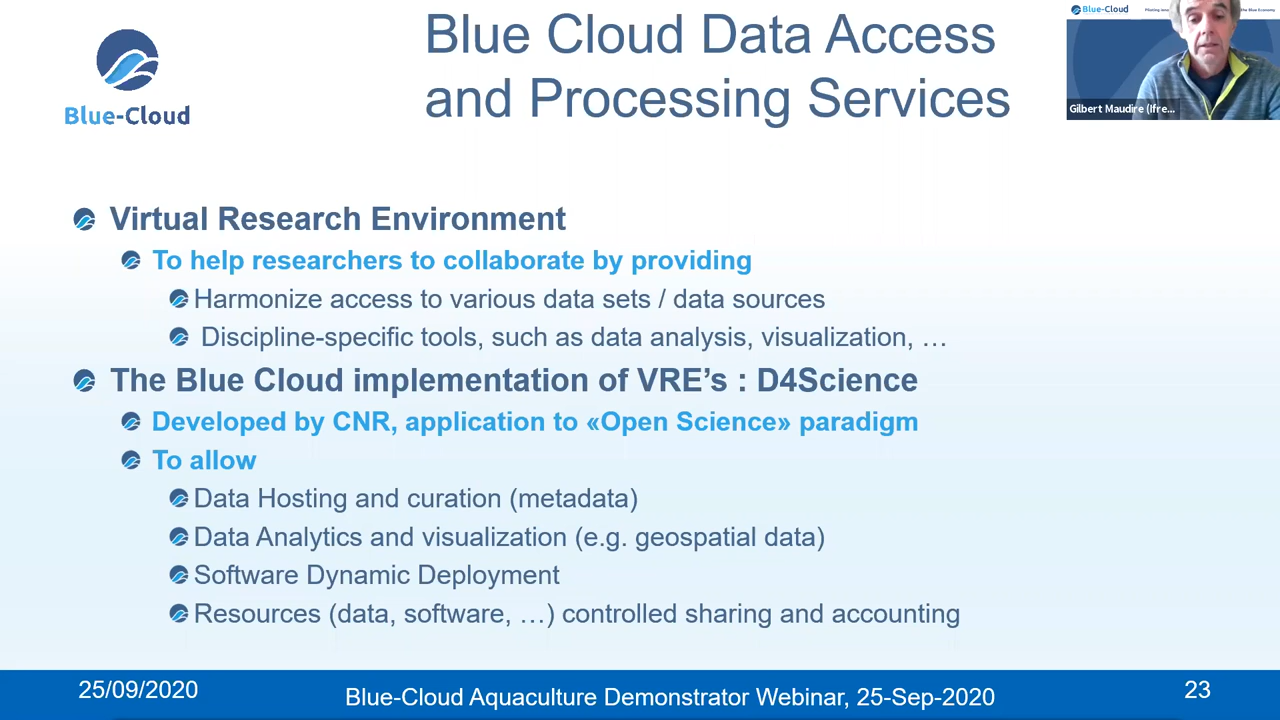 Blue Cloud Data Access
and Processing Services
Blue-Cloud
Blue-Cloud
The Blue Economy
Gilbert Maudire (Ifre...
Virtual Research Environment
To help researchers to collaborate by providing
Harmonize access to various data sets / data sources
Discipline-specific tools, such as data analysis, visualization, …
The Blue Cloud implementation of VRE’s : D4Science
Developed by CNR, application to «Open Science» paradigm
To allow
Data Hosting and curation (metadata)
Data Analytics and visualization (e.g. geospatial data)
Software Dynamic Deployment
Resources (data, software, …) controlled sharing and accounting
25/09/2020
Blue-Cloud Aquaculture Demonstrator Webinar, 25-Sep-2020
23